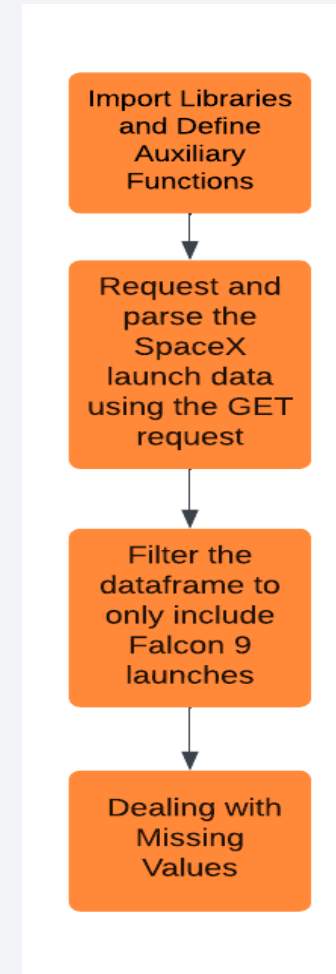 Import Libraries
and Define
Auxiliary
Functions
Request and
parse the
SpaceX
launch data
using the GET
request
Filter the
dataframe to
only include
Falcon 9
launches
Dealing with
Missing
Values